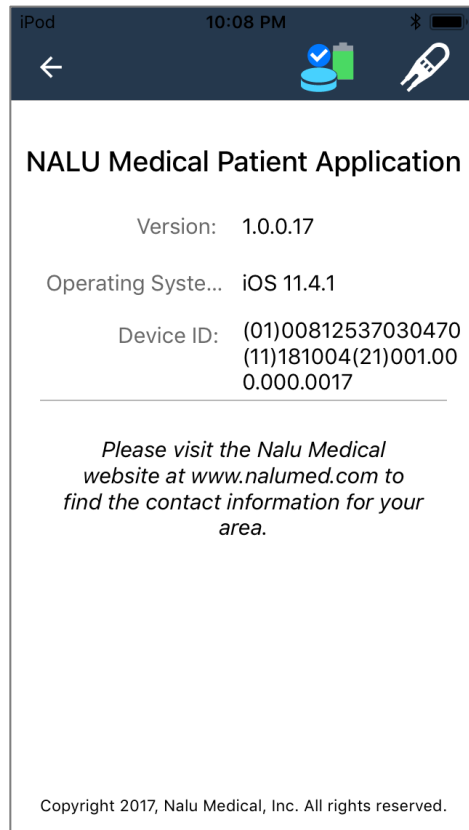 iPod 10:08 PM
NALU Medical Patient Application
Version: 1.0.0.17
Operating Syste... iOS 11.4.1
Device ID: (01)00812537030470
(11)181004(21)001.00
0.000.0017
Please visit the Nalu Medical
website at www.nalumed.com to
find the contact information for your
area.
Copyright 2017, Nalu Medical, Inc. All rights reserved.